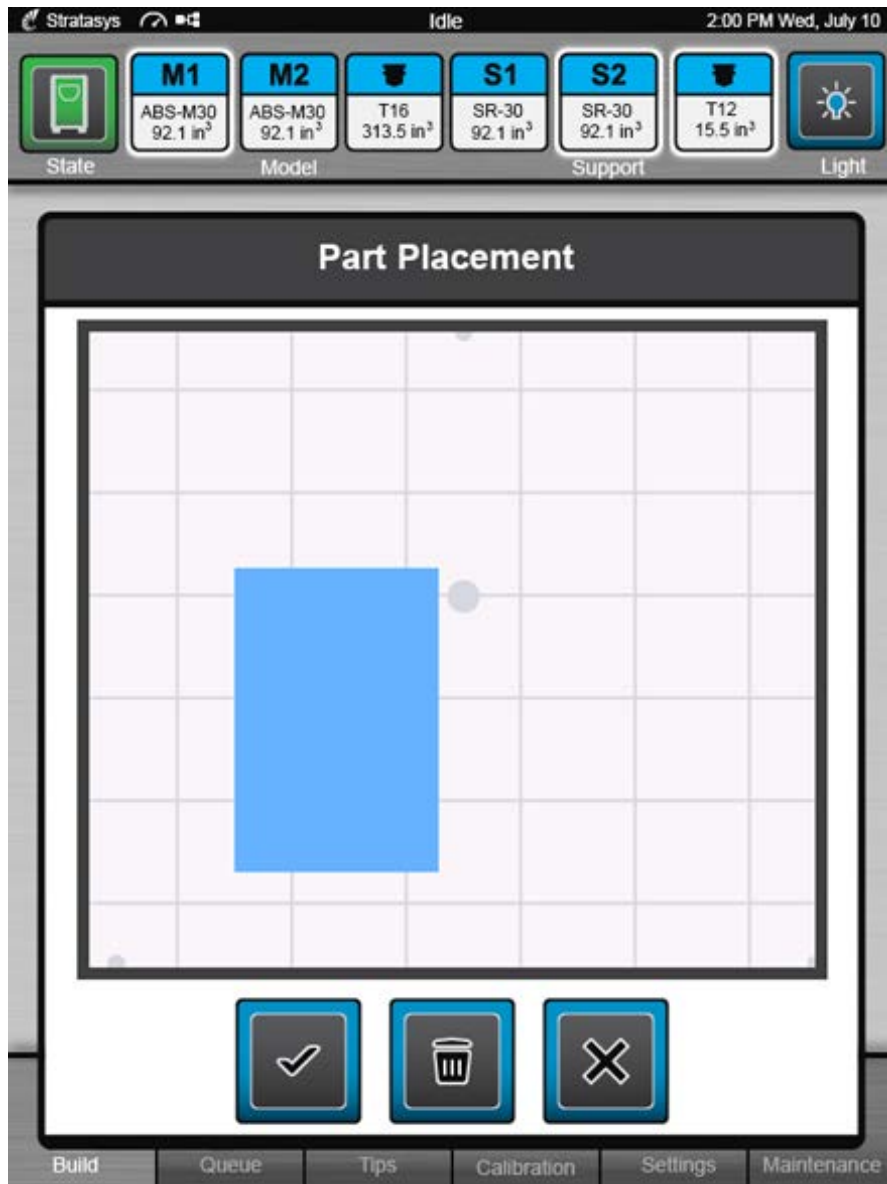 Stratasys Idle 2:00 PM Wed, July 10
M1 M2 S1 S2
ABS-M30 ABS-M30 T16 SR-30 SR-30 T12
92.1 in³ 92.1 in³ 313.5 in³ 92.1 in³ 92.1 in³ 15.5 in³
State Model Support Light
Part Placement
Build Queue Tips Calibration Settings Maintenance